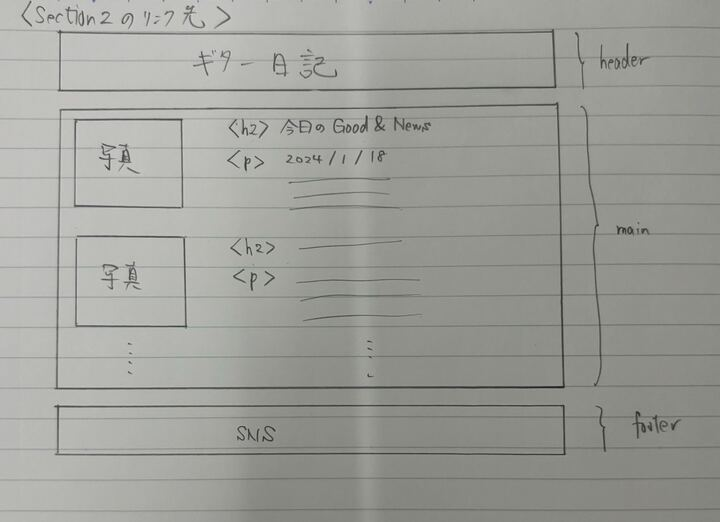 <Section 2 のリンク先>
ギター日記
header
写真
<h2> 今日の Good & News
<p> 2024/1/18
main
写真
<h2>
<p>
SNS
footer